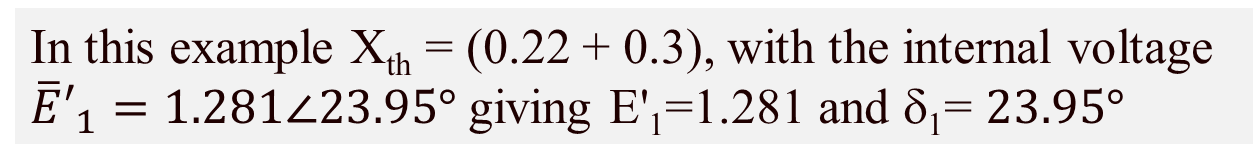 In this example Xth = (0.22 + 0.3), with the internal voltage
Ē'1 = 1.281∠23.95° giving E'1=1.281 and δ1= 23.95°